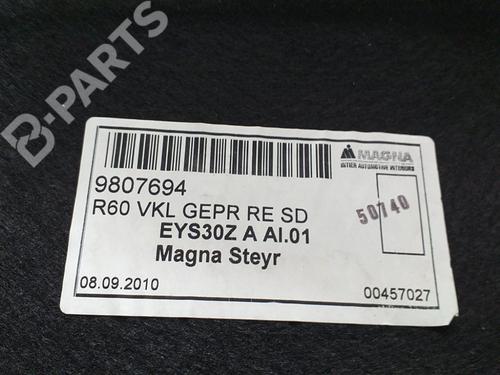 B-PARTS
MAGNA
INTIER AUTOMOTIVE INTERIORS
9807694
R60 VKL GEPR RE SD
EYS30Z A AI.01
Magna Steyr
50740
08.09.2010
00457027